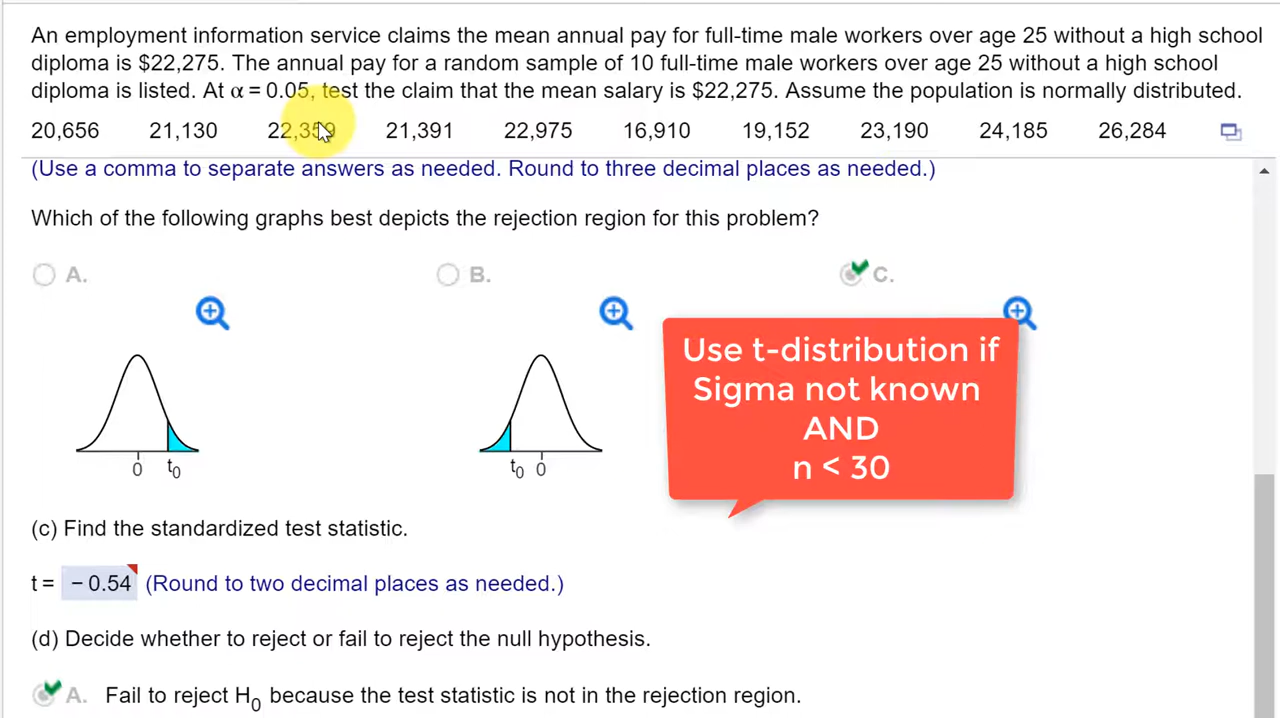 An employment information service claims the mean annual pay for full-time male workers over age 25 without a high school
diploma is $22,275. The annual pay for a random sample of 10 full-time male workers over age 25 without a high school
diploma is listed. At α = 0.05, test the claim that the mean salary is $22,275. Assume the population is normally distributed.
20,656 21,130 22,359 21,391 22,975 16,910 19,152 23,190 24,185 26,284
(Use a comma to separate answers as needed. Round to three decimal places as needed.)
Which of the following graphs best depicts the rejection region for this problem?
A. B. C.
Use t-distribution if
Sigma not known
AND
n < 30
0 t0 t0 0
(c) Find the standardized test statistic.
t = − 0.54 (Round to two decimal places as needed.)
(d) Decide whether to reject or fail to reject the null hypothesis.
A. Fail to reject H0 because the test statistic is not in the rejection region.